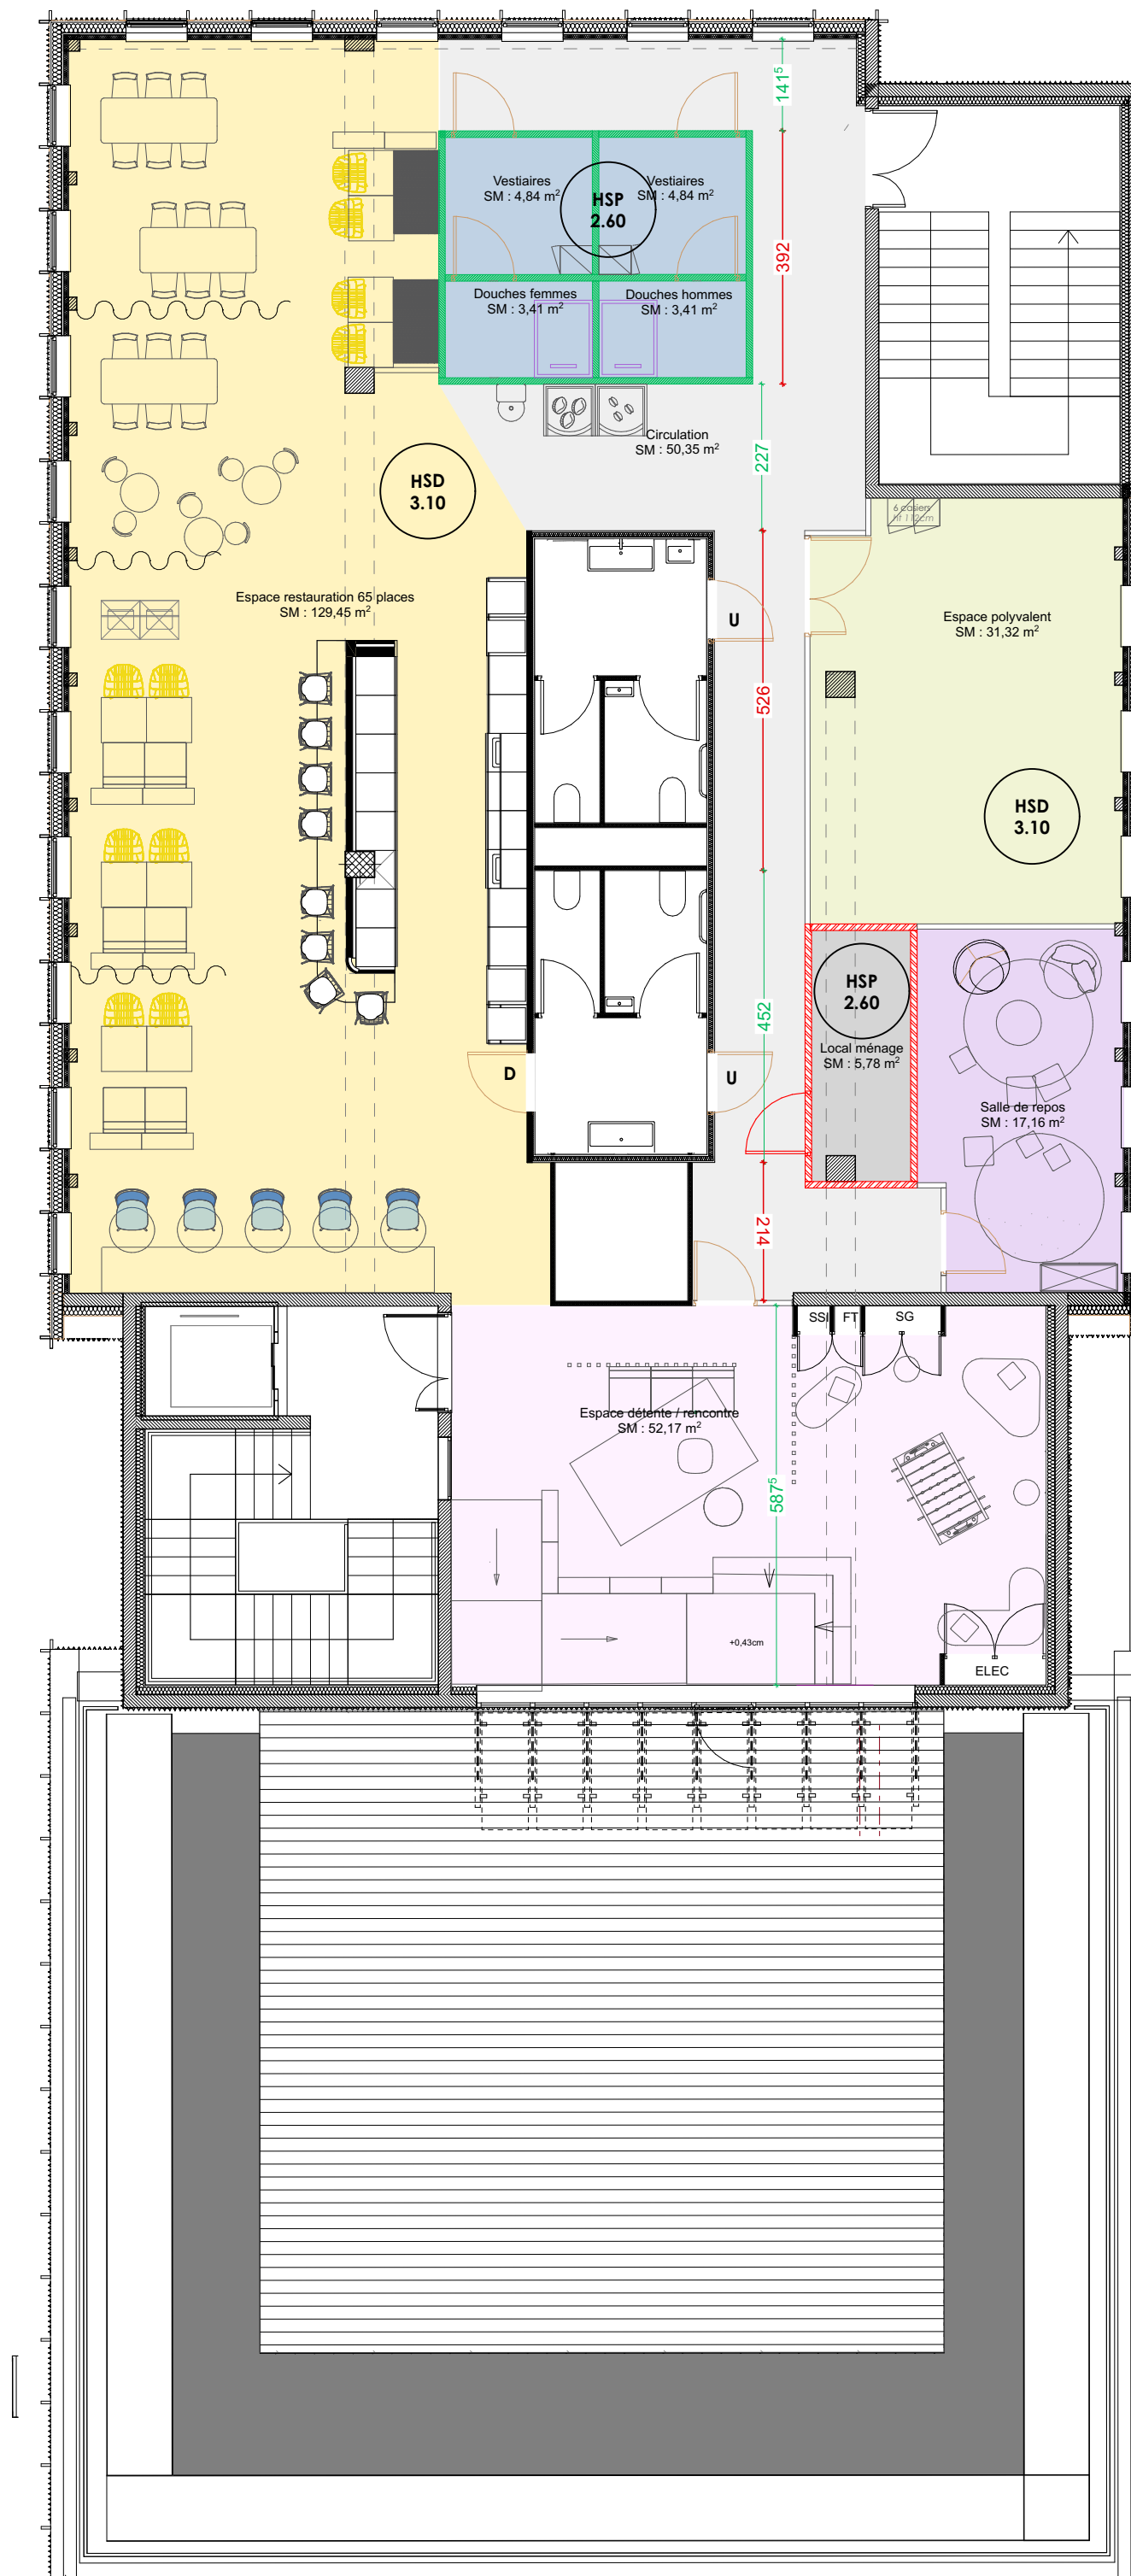 141⁵
Vestiaires
SM : 4,84 m²
HSP
2.60
Vestiaires
SM : 4,84 m²
392
Douches femmes
SM : 3,41 m²
Douches hommes
SM : 3,41 m²
Circulation
SM : 50,35 m²
227
HSD
3.10
6 casiers
hf 112cm
Espace restauration 65 places
SM : 129,45 m²
U
Espace polyvalent
SM : 31,32 m²
526
HSD
3.10
HSP
2.60
452
Local ménage
SM : 5,78 m²
D
U
Salle de repos
SM : 17,16 m²
214
SSI
FT
SG
Espace détente / rencontre
SM : 52,17 m²
587⁵
+0,43cm
ELEC